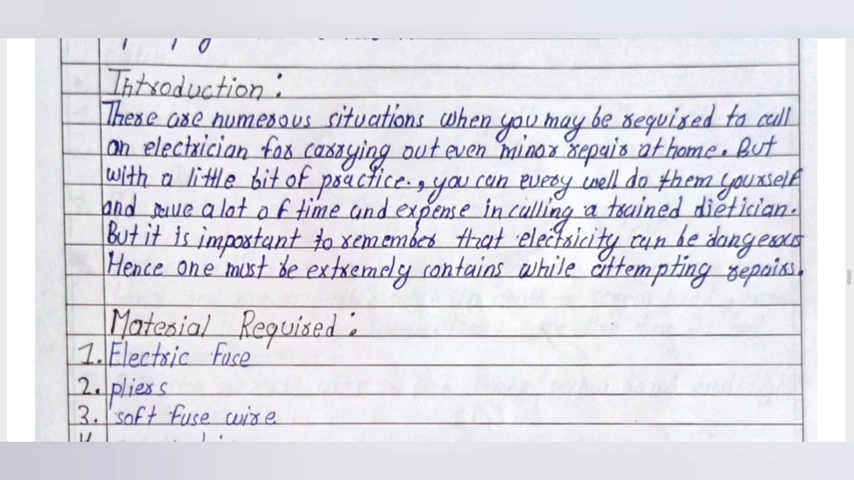 Introduction :
There are numerous situations when you may be required to call
an electrician for carrying out even minor repair at home. But
with a little bit of practice., you can every well do them yourself
and save a lot of time and expense in calling a trained dietician.
But it is important to remember that electricity can be dangerous
Hence one must be extremely contains while attempting repairs.
Material Required :
1. Electric Fuse
2. pliers
3. soft fuse wire